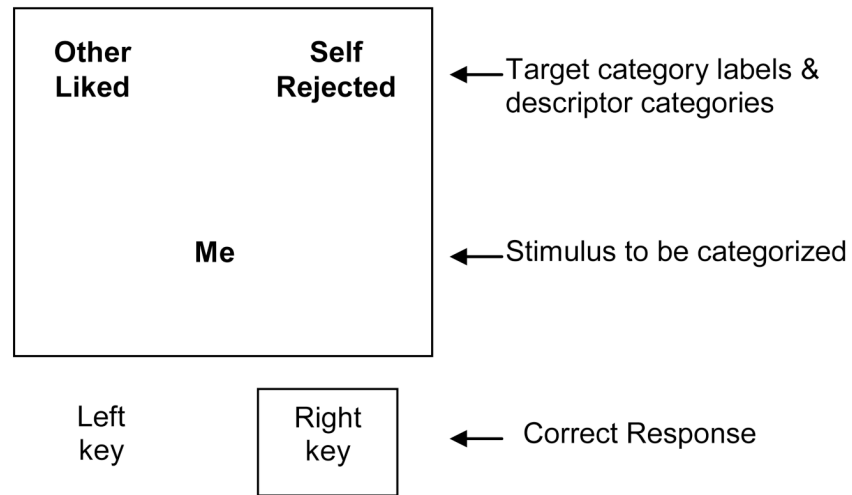 Other Liked
Self Rejected
Target category labels &
descriptor categories
Me
Stimulus to be categorized
Left key
Right key
Correct Response